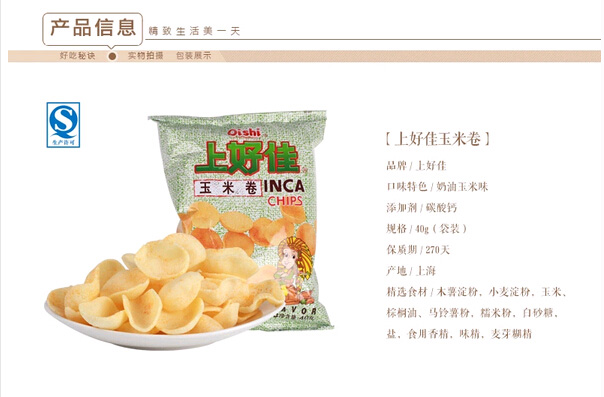 产品信息 精致生活美一天
好吃秘诀 实物拍摄 包装展示
生产许可
Oishi
上好佳
玉米卷 INCA
CHIPS
【上好佳玉米卷】
品牌 / 上好佳
口味特色 / 奶油玉米味
添加剂 / 碳酸钙
规格 / 40g（袋装）
保质期 / 270天
产地 / 上海
精选食材 / 木薯淀粉、小麦淀粉、玉米、
棕榈油、马铃薯粉、糯米粉、白砂糖、
盐、食用香精、味精、麦芽糊精